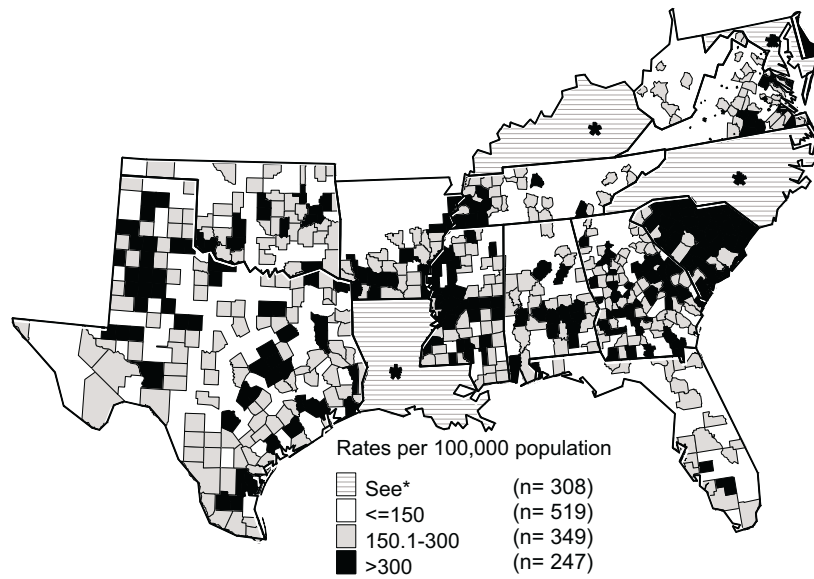 Rates per 100,000 population
See* (n= 308)
<=150 (n= 519)
150.1-300 (n= 349)
>300 (n= 247)